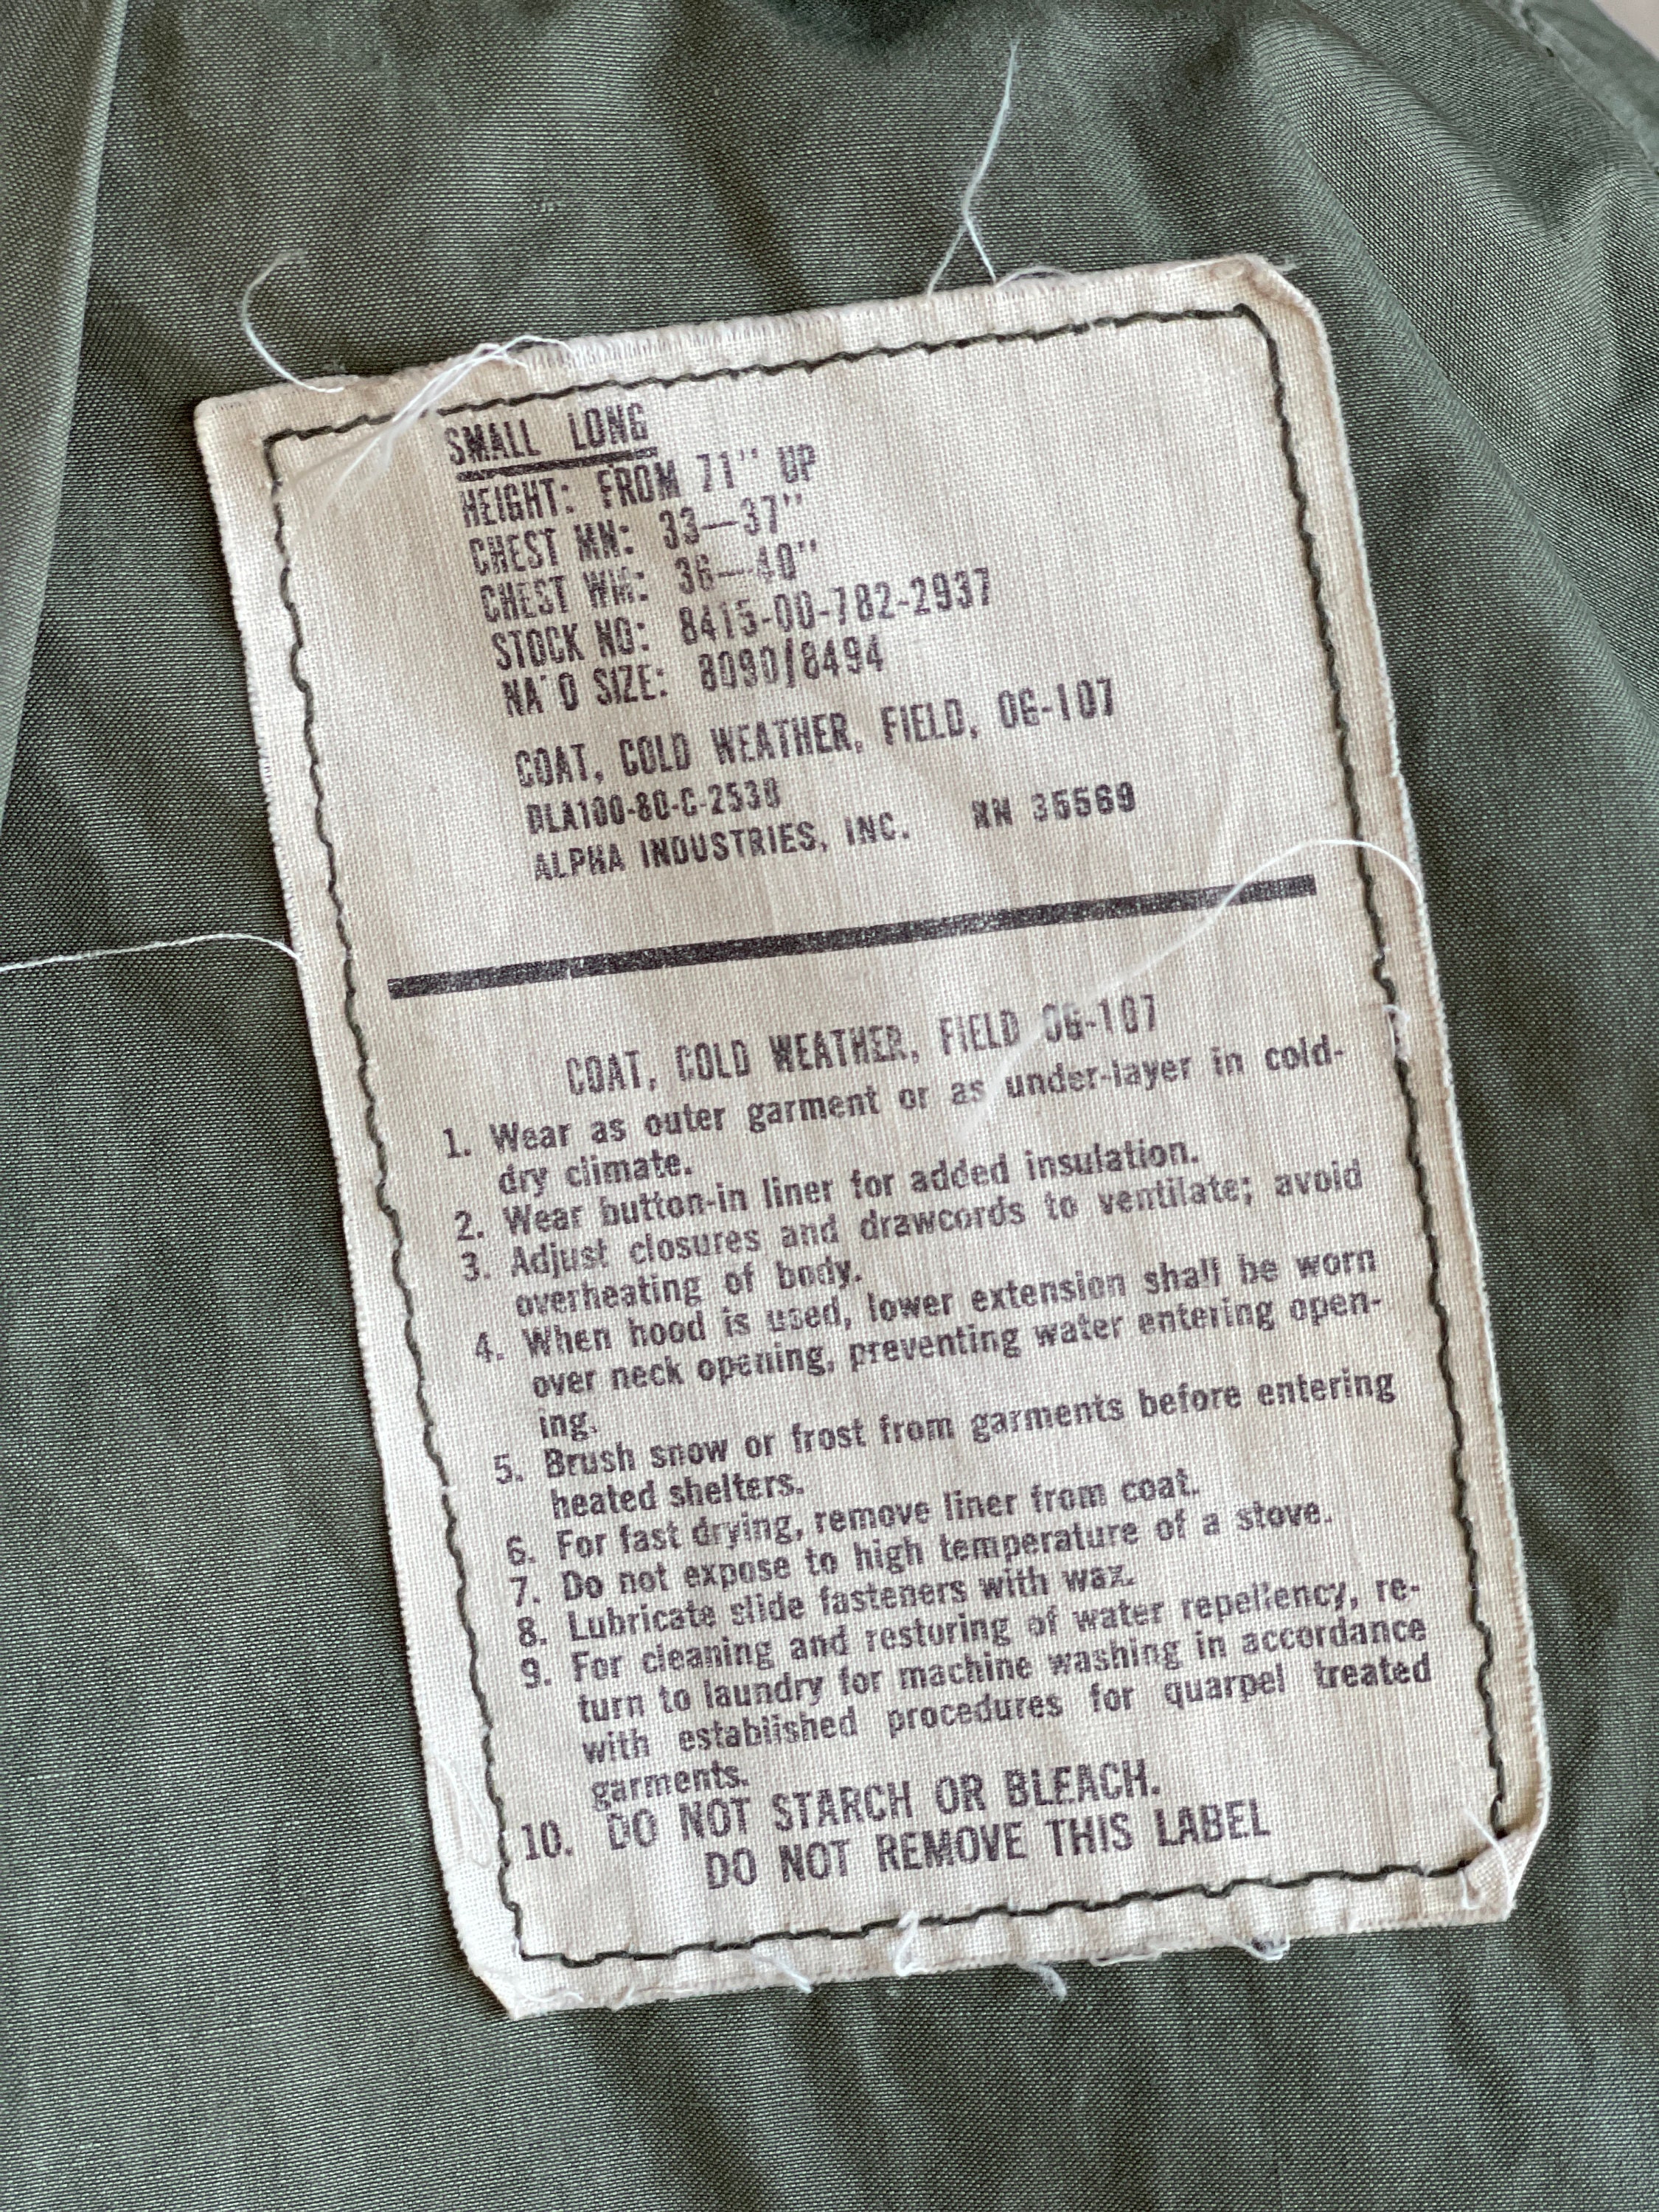 SMALL LONG
HEIGHT: FROM 71" UP
CHEST MN: 33—37"
CHEST WM: 36—40"
STOCK NO: 8415-00-782-2937
NA'O SIZE: 8090/8494
COAT, COLD WEATHER, FIELD, OG-107
DLA100-80-C-2538
ALPHA INDUSTRIES, INC. RN 35569
COAT, COLD WEATHER, FIELD OG-107
1. Wear as outer garment or as under-layer in cold-
dry climate.
2. Wear button-in liner for added insulation.
3. Adjust closures and drawcords to ventilate; avoid
overheating of body.
4. When hood is used, lower extension shall be worn
over neck opening, preventing water entering open-
ing.
5. Brush snow or frost from garments before entering
heated shelters.
6. For fast drying, remove liner from coat.
7. Do not expose to high temperature of a stove.
8. Lubricate slide fasteners with wax.
9. For cleaning and restoring of water repellency, re-
turn to laundry for machine washing in accordance
with established procedures for quarpel treated
garments.
10. DO NOT STARCH OR BLEACH.
DO NOT REMOVE THIS LABEL